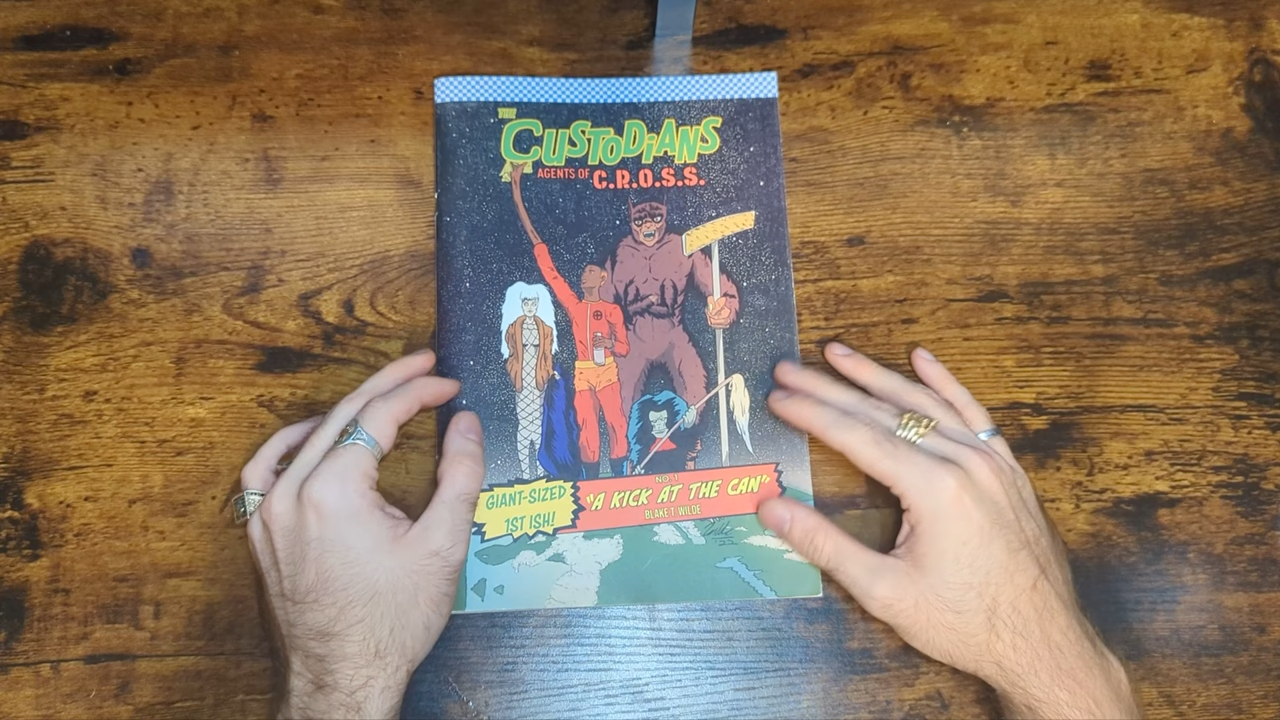 THE
CUSTODiANS
AGENTS OF C.R.O.S.S.
GIANT-SIZED
1ST ISH!
NO. 1
"A KICK AT THE CAN"
BLAKE T. WILDE